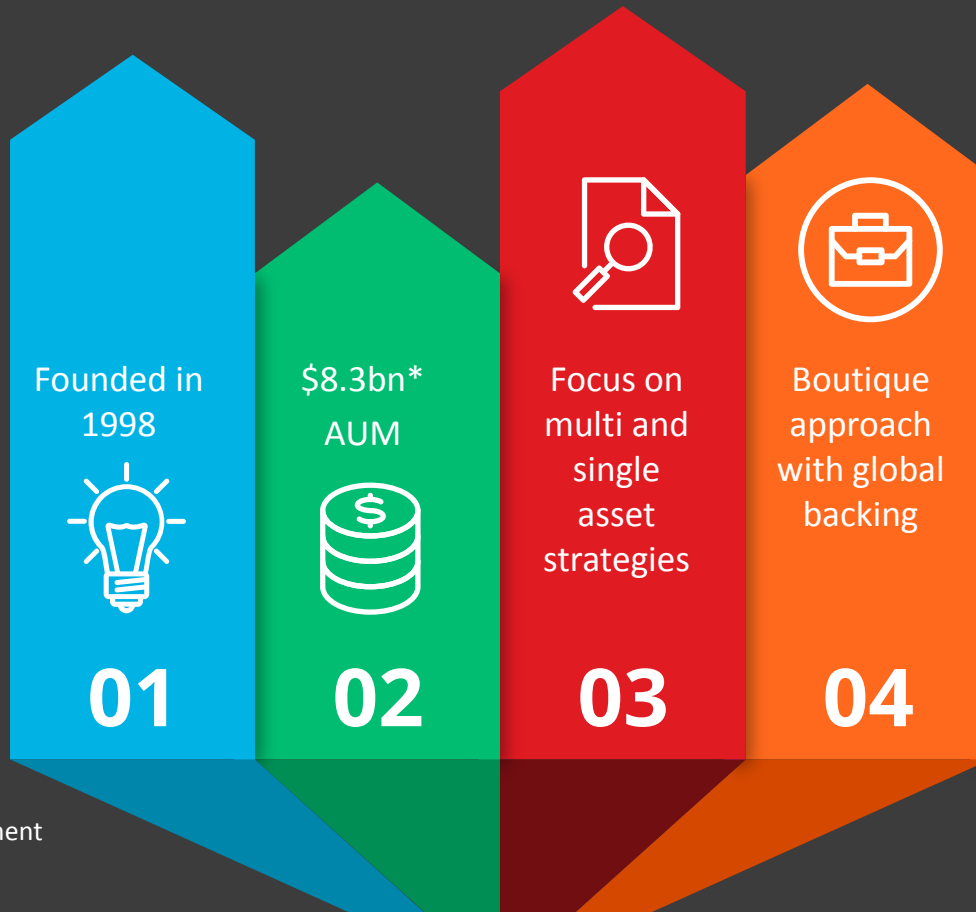 Founded in
1998
01
$8.3bn*
AUM
$
02
Focus on
multi and
single
asset
strategies
03
Boutique
approach
with global
backing
04